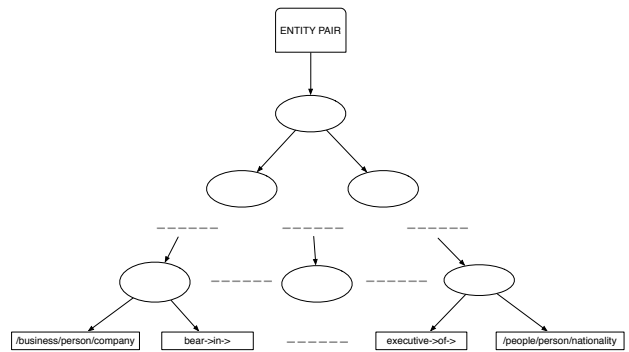 ENTITY PAIR
/business/person/company
bear->in->
executive->of->
/people/person/nationality